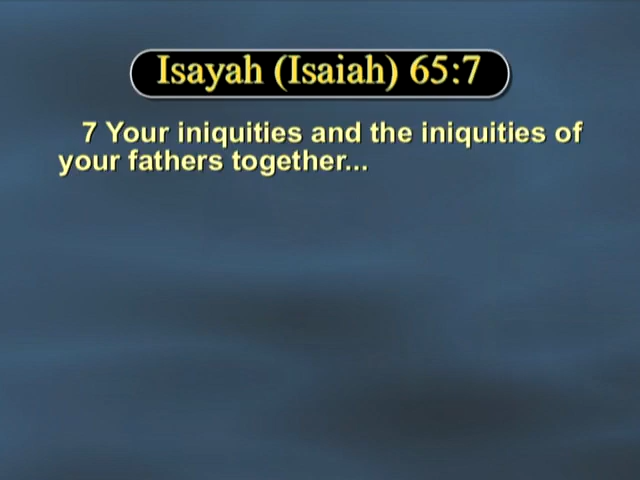 Isayah (Isaiah) 65:7
7 Your iniquities and the iniquities of
your fathers together...